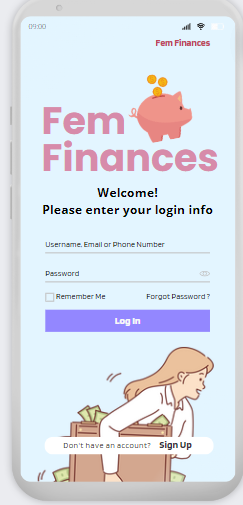 09:00
Fem Finances
Fem
Finances
Welcome!
Please enter your login info
Username, Email or Phone Number
Password
Remember Me Forgot Password ?
Log In
Don't have an account? Sign Up